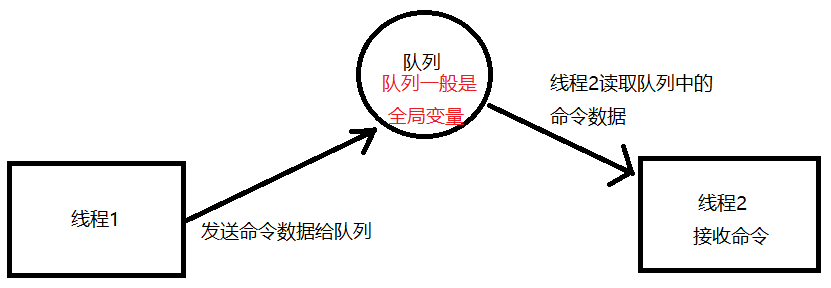 队列
队列一般是
全局变量
线程2读取队列中的
命令数据
线程1
发送命令数据给队列
线程2
接收命令